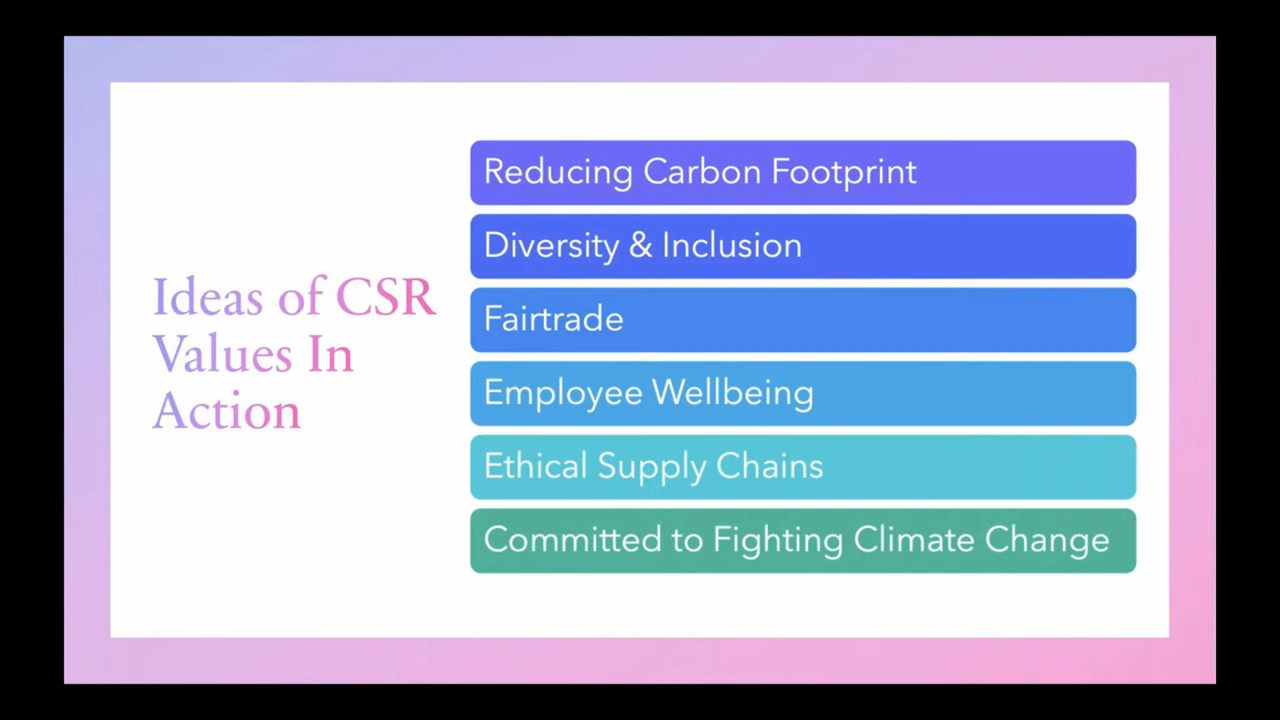 Ideas of CSR
Values In
Action
Reducing Carbon Footprint
Diversity & Inclusion
Fairtrade
Employee Wellbeing
Ethical Supply Chains
Committed to Fighting Climate Change